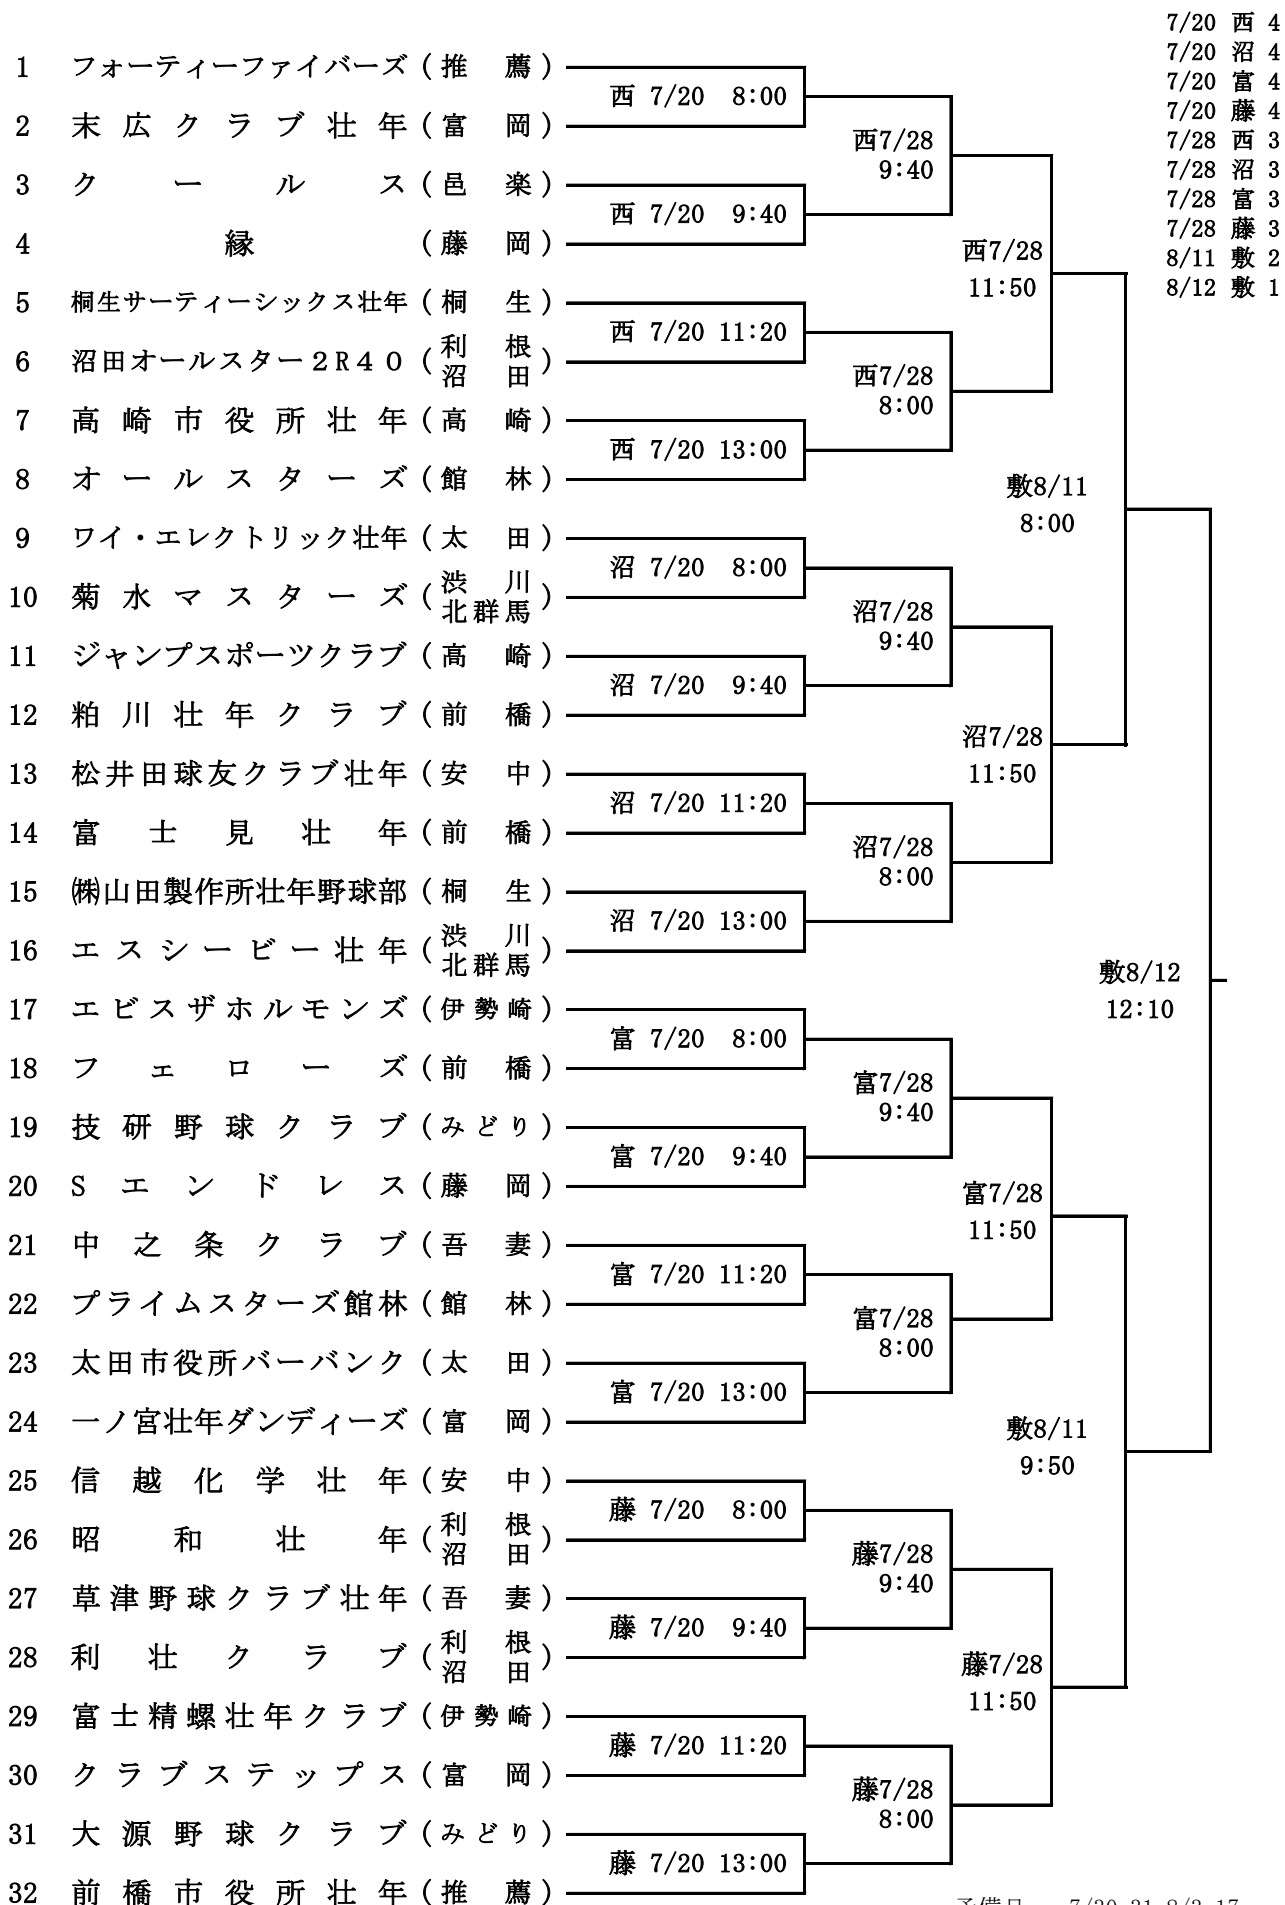 7/20 西 4
7/20 沼 4
7/20 富 4
7/20 藤 4
7/28 西 3
7/28 沼 3
7/28 富 3
7/28 藤 3
8/11 敷 2
8/12 敷 1
1 フォーティーファイバーズ (推 薦)
西 7/20 8:00
2 末広クラブ壮年 (富 岡)
西7/28
9:40
3 クールス (邑 楽)
西 7/20 9:40
4 縁 (藤 岡)
西7/28
11:50
5 桐生サーティーシックス壮年 (桐 生)
西 7/20 11:20
6 沼田オールスター2R40 (利根沼田)
西7/28
8:00
7 高崎市役所壮年 (高 崎)
西 7/20 13:00
8 オールスターズ (館 林)
敷8/11
8:00
9 ワイ・エレクトリック壮年 (太 田)
沼 7/20 8:00
10 菊水マスターズ (渋川北群馬)
沼7/28
9:40
11 ジャンプスポーツクラブ (高 崎)
沼 7/20 9:40
12 粕川壮年クラブ (前 橋)
沼7/28
11:50
13 松井田球友クラブ壮年 (安 中)
沼 7/20 11:20
14 富士見壮年 (前 橋)
沼7/28
8:00
15 ㈱山田製作所壮年野球部 (桐 生)
沼 7/20 13:00
16 エスシービー壮年 (渋川北群馬)
敷8/12
12:10
17 エビスザホルモンズ (伊勢崎)
富 7/20 8:00
18 フェローズ (前 橋)
富7/28
9:40
19 技研野球クラブ (みどり)
富 7/20 9:40
20 Sエンドレス (藤 岡)
富7/28
11:50
21 中之条クラブ (吾 妻)
富 7/20 11:20
22 プライムスターズ館林 (館 林)
富7/28
8:00
23 太田市役所バーバンク (太 田)
富 7/20 13:00
24 一ノ宮壮年ダンディーズ (富 岡)
敷8/11
9:50
25 信越化学壮年 (安 中)
藤 7/20 8:00
26 昭和壮年 (利根沼田)
藤7/28
9:40
27 草津野球クラブ壮年 (吾 妻)
藤 7/20 9:40
28 利壮クラブ (利根沼田)
藤7/28
11:50
29 富士精螺壮年クラブ (伊勢崎)
藤 7/20 11:20
30 クラブステップス (富 岡)
藤7/28
8:00
31 大源野球クラブ (みどり)
藤 7/20 13:00
32 前橋市役所壮年 (推 薦)